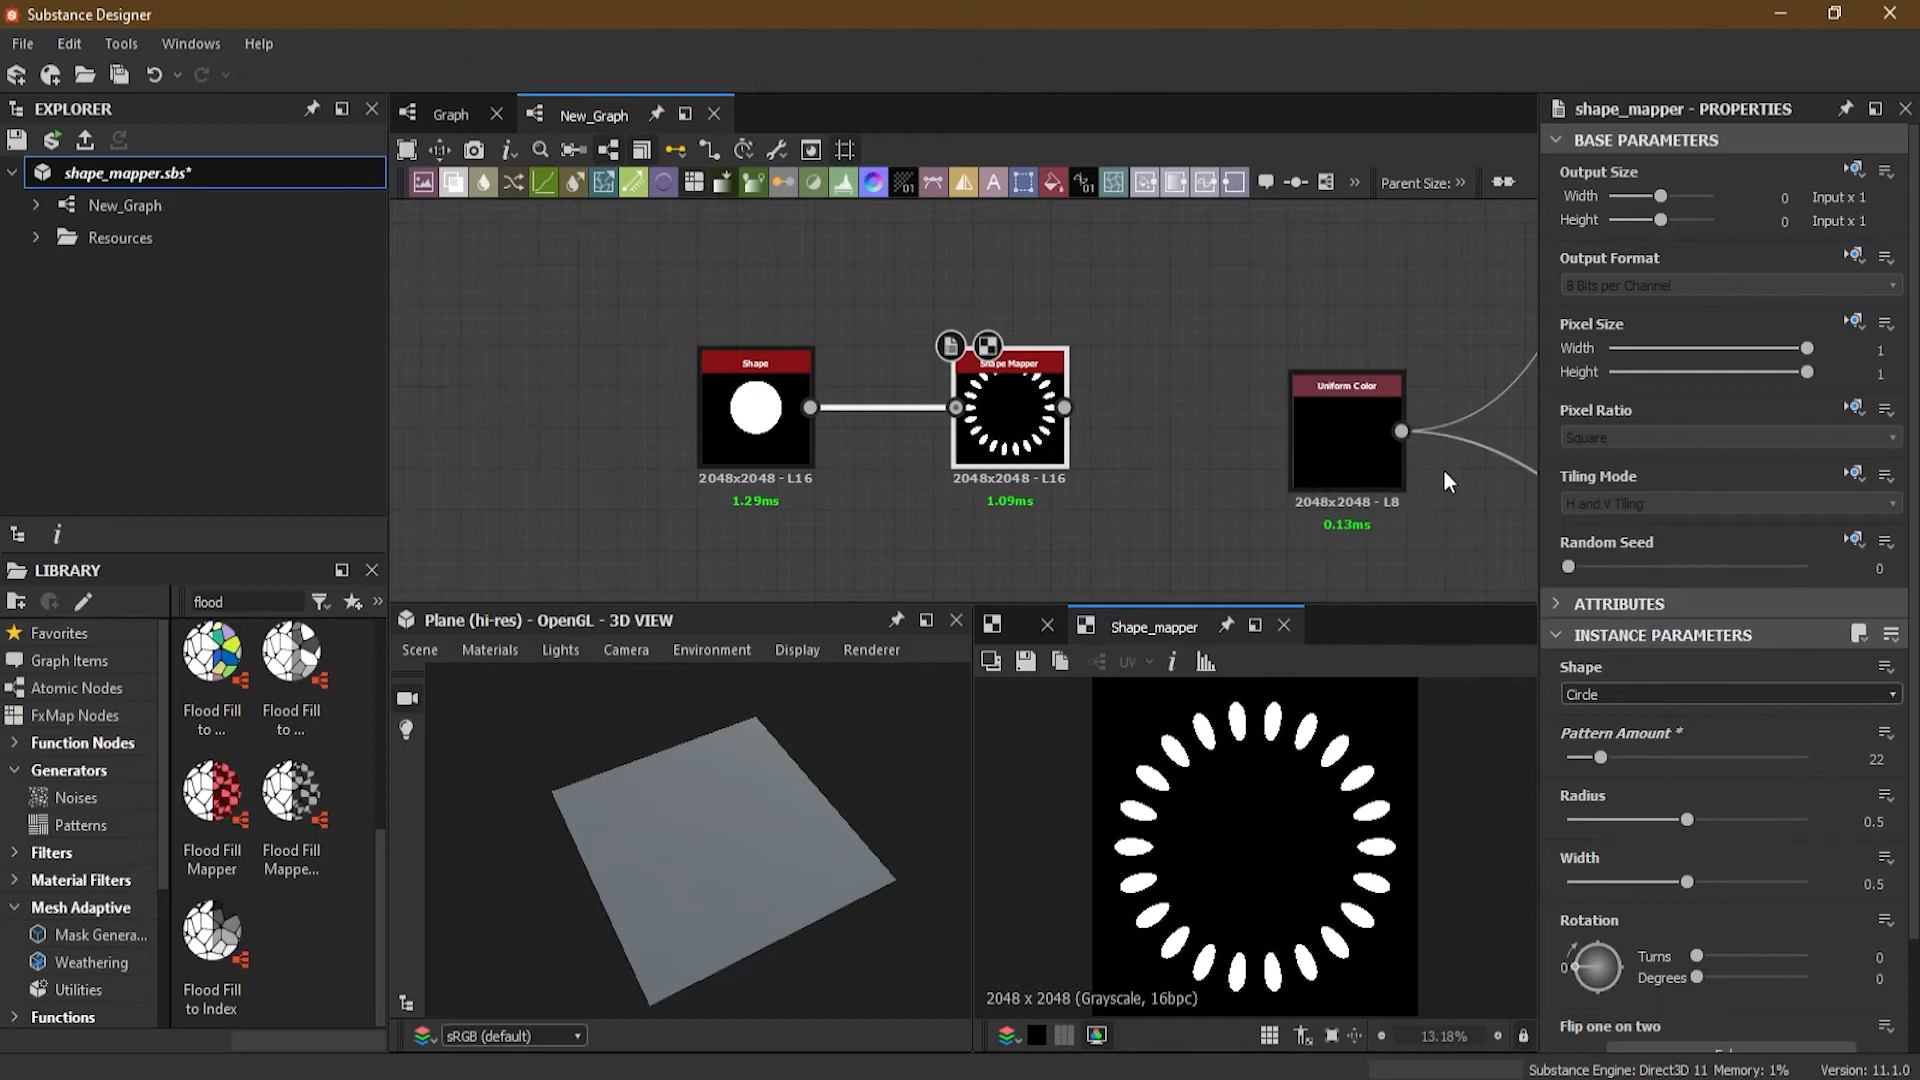 Substance Designer
File Edit Tools Windows Help
EXPLORER
shape_mapper.sbs*
New_Graph
Resources
Graph
New_Graph
Parent Size:
Shape
2048x2048 - L16
1.29ms
Shape Mapper
2048x2048 - L16
1.09ms
Uniform Color
2048x2048 - L8
0.13ms
LIBRARY
flood
Favorites
Graph Items
Atomic Nodes
FxMap Nodes
Function Nodes
Generators
Noises
Patterns
Filters
Material Filters
Mesh Adaptive
Mask Genera...
Weathering
Utilities
Functions
Flood Fill
to ...
Flood Fill
to ...
Flood Fill
Mapper
Flood Fill
Mappe...
Flood Fill
to Index
Plane (hi-res) - OpenGL - 3D VIEW
Scene Materials Lights Camera Environment Display Renderer
sRGB (default)
Shape_mapper
UV
2048 x 2048 (Grayscale, 16bpc)
13.18%
shape_mapper - PROPERTIES
BASE PARAMETERS
Output Size
Width 0 Input x 1
Height 0 Input x 1
Output Format
8 Bits per Channel
Pixel Size
Width 1
Height 1
Pixel Ratio
Square
Tiling Mode
H and V Tiling
Random Seed
0
ATTRIBUTES
INSTANCE PARAMETERS
Shape
Circle
Pattern Amount *
22
Radius
0.5
Width
0.5
Rotation
0 Turns 0
Degrees 0
Flip one on two
Substance Engine: Direct3D 11 Memory: 1% Version: 11.1.0